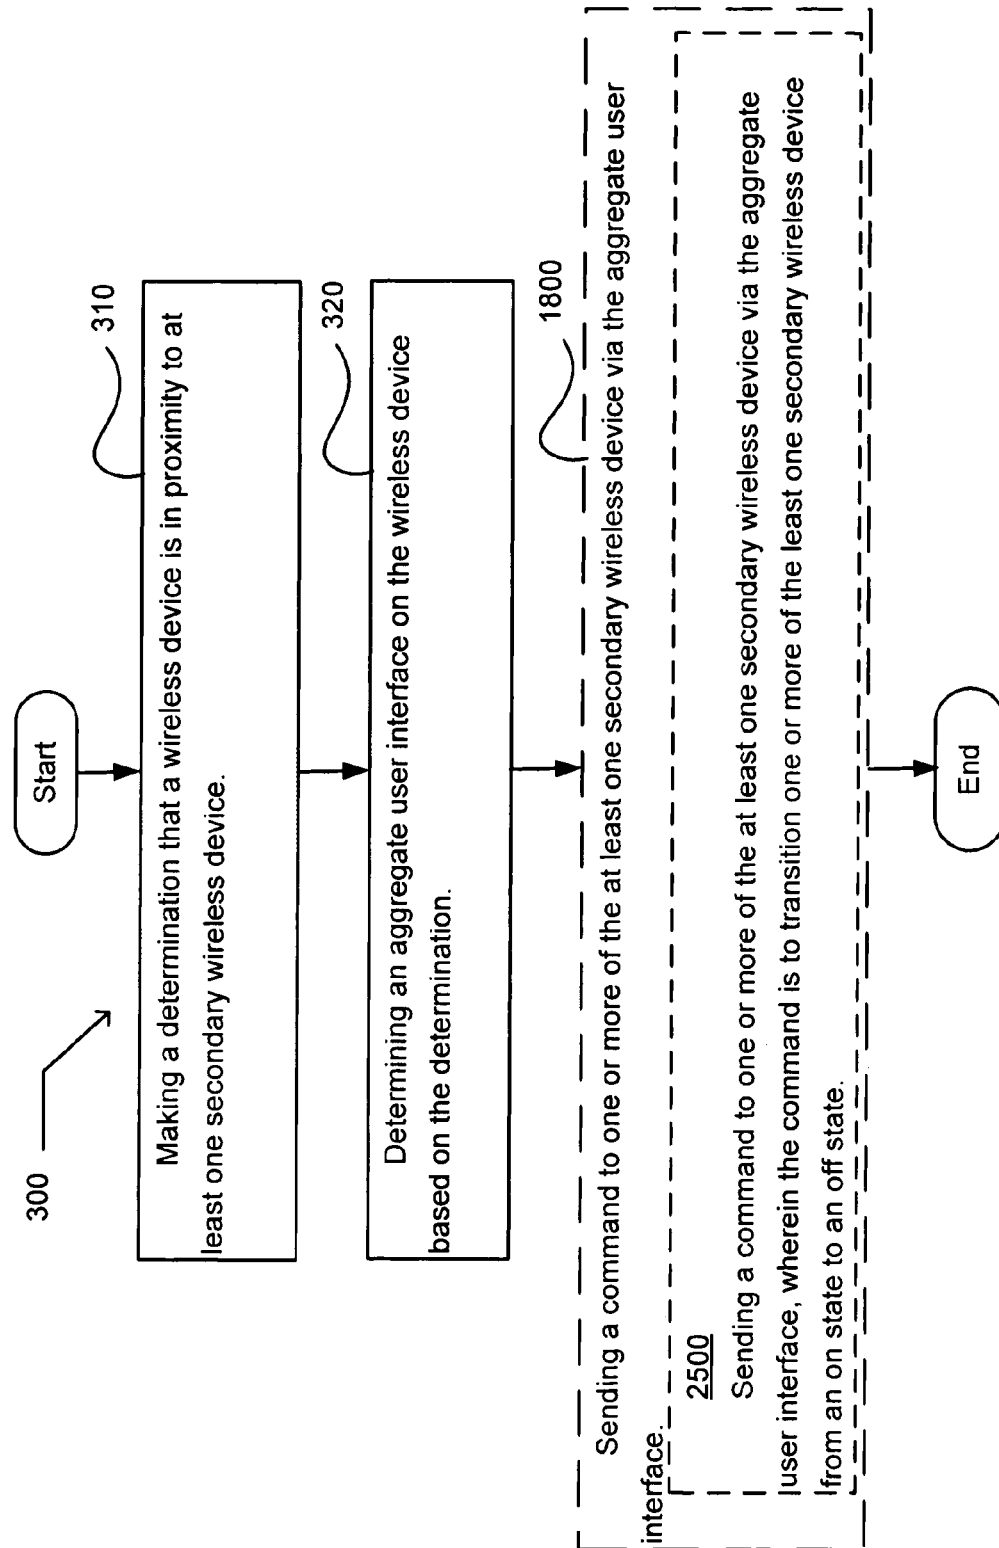 Start
300
310
Making a determination that a wireless device is in proximity to at
least one secondary wireless device.
320
Determining an aggregate user interface on the wireless device
based on the determination.
1800
Sending a command to one or more of the at least one secondary wireless device via the aggregate user
interface.
2500
Sending a command to one or more of the at least one secondary wireless device via the aggregate
user interface, wherein the command is to transition one or more of the least one secondary wireless device
from an on state to an off state.
End